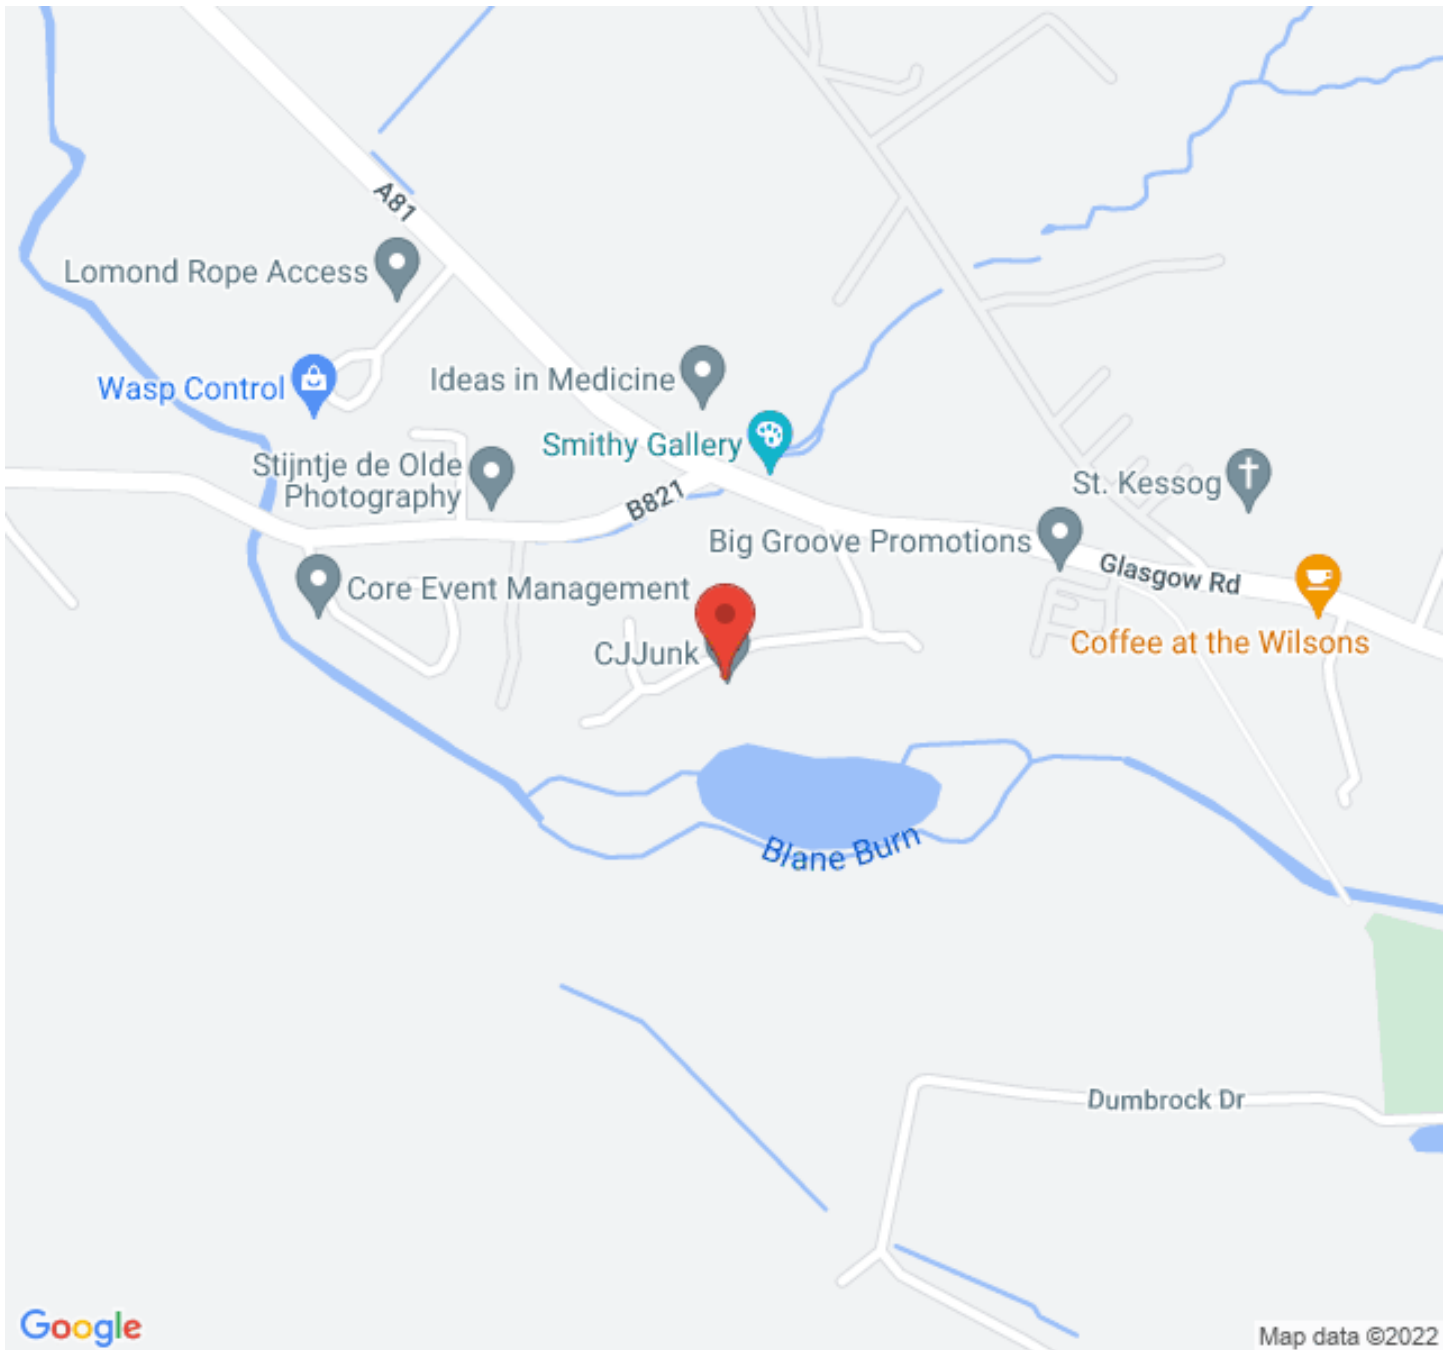 A81
Lomond Rope Access
Ideas in Medicine
Wasp Control
Smithy Gallery
Stijntje de Olde
Photography
St. Kessog
B821
Big Groove Promotions
Glasgow Rd
Core Event Management
Coffee at the Wilsons
CJJunk
Blane Burn
Dumbrock Dr
Google
Map data ©2022